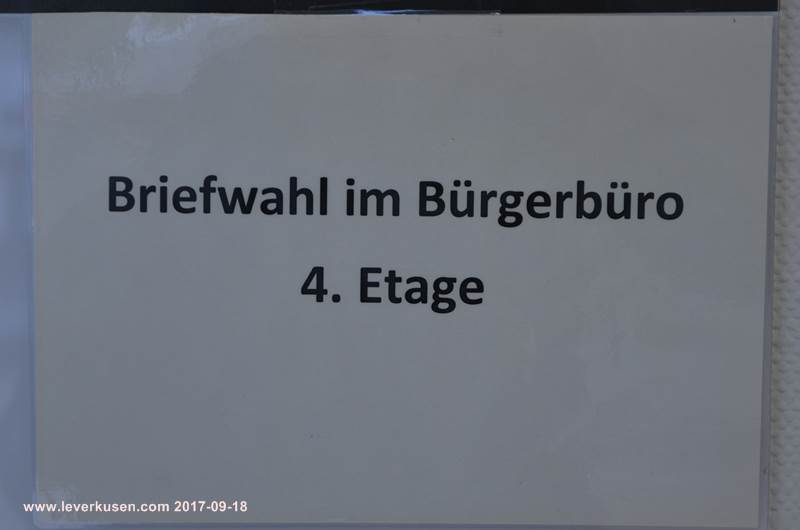 Briefwahl im Bürgerbüro
4. Etage
www.leverkusen.com 2017-09-18